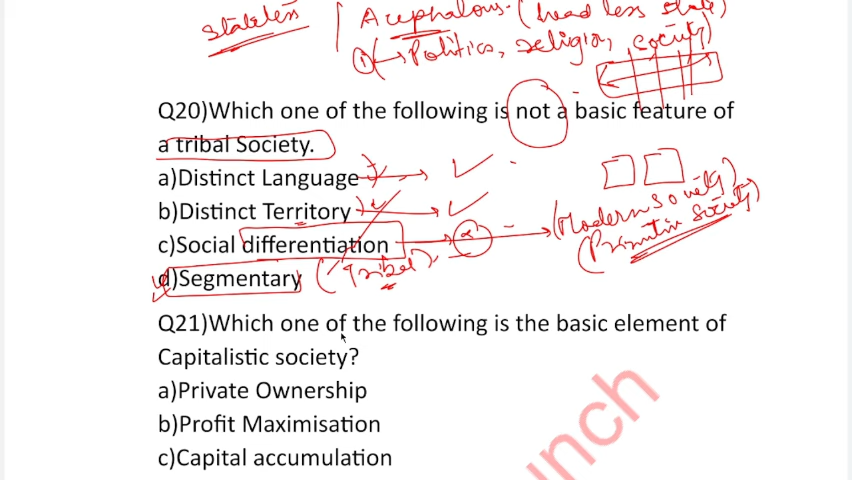 stateless
Acephalous - (head less state)
① → Politics, religion, society)
Q20)Which one of the following is not a basic feature of
a tribal Society.
a)Distinct Language
b)Distinct Territory
(Modern society)
c)Social differentiation
(Primitive society)
d)Segmentary (Tribal)
Q21)Which one of the following is the basic element of
Capitalistic society?
a)Private Ownership
b)Profit Maximisation
c)Capital accumulation